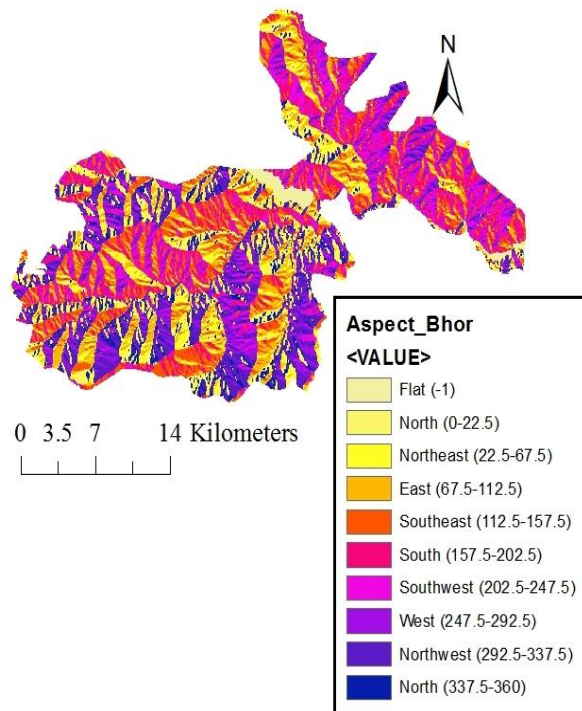 N
Aspect_Bhor
<VALUE>
Flat (-1)
North (0-22.5)
Northeast (22.5-67.5)
East (67.5-112.5)
Southeast (112.5-157.5)
South (157.5-202.5)
Southwest (202.5-247.5)
West (247.5-292.5)
Northwest (292.5-337.5)
North (337.5-360)
0 3.5 7 14 Kilometers